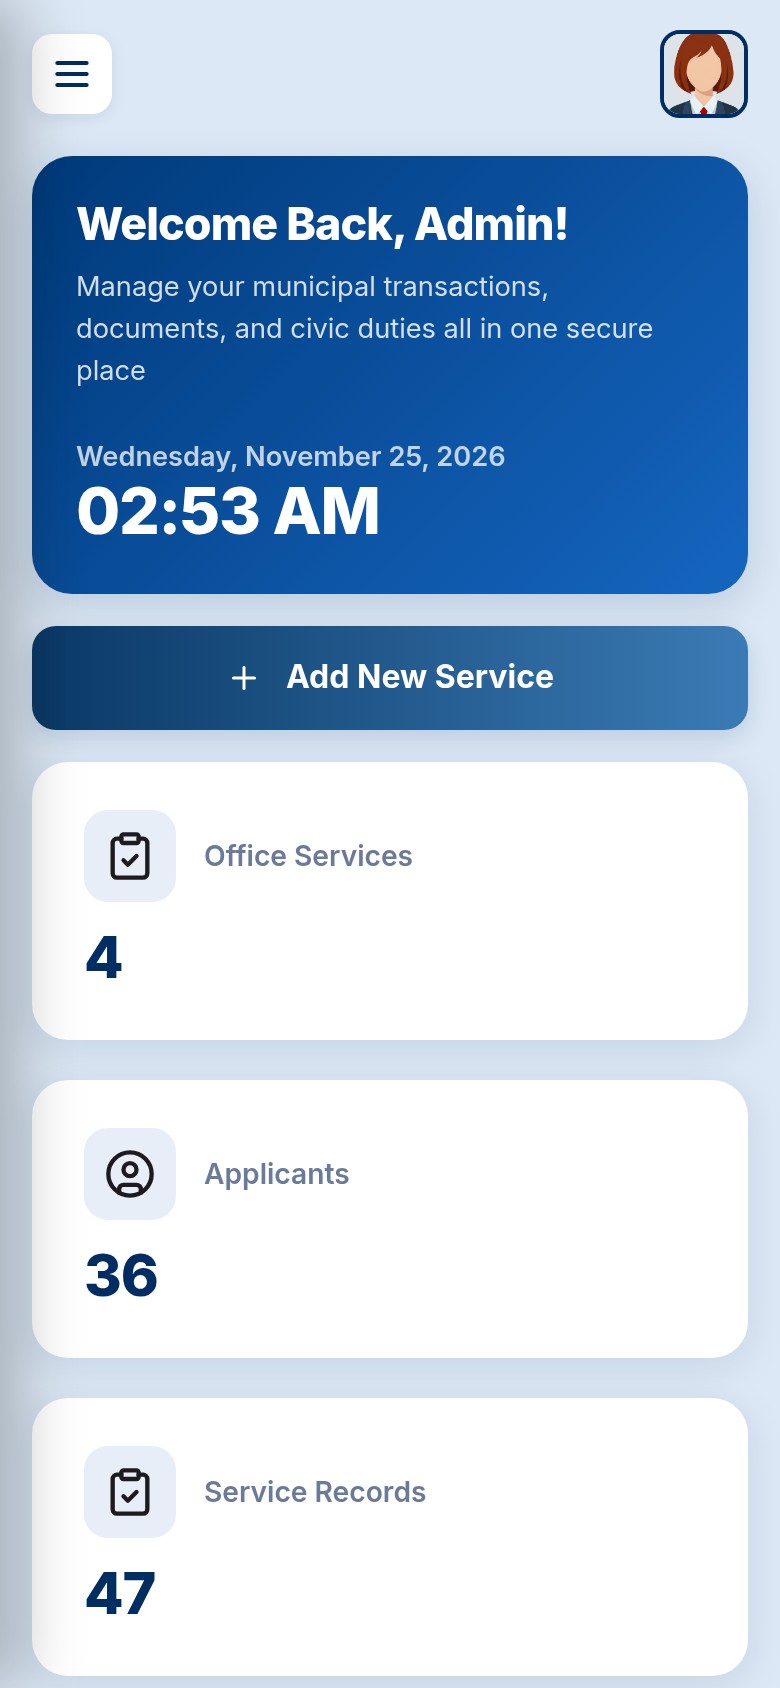 Welcome Back, Admin!
Manage your municipal transactions,
documents, and civic duties all in one secure
place
Wednesday, November 25, 2026
02:53 AM
Add New Service
Office Services
4
Applicants
36
Service Records
47